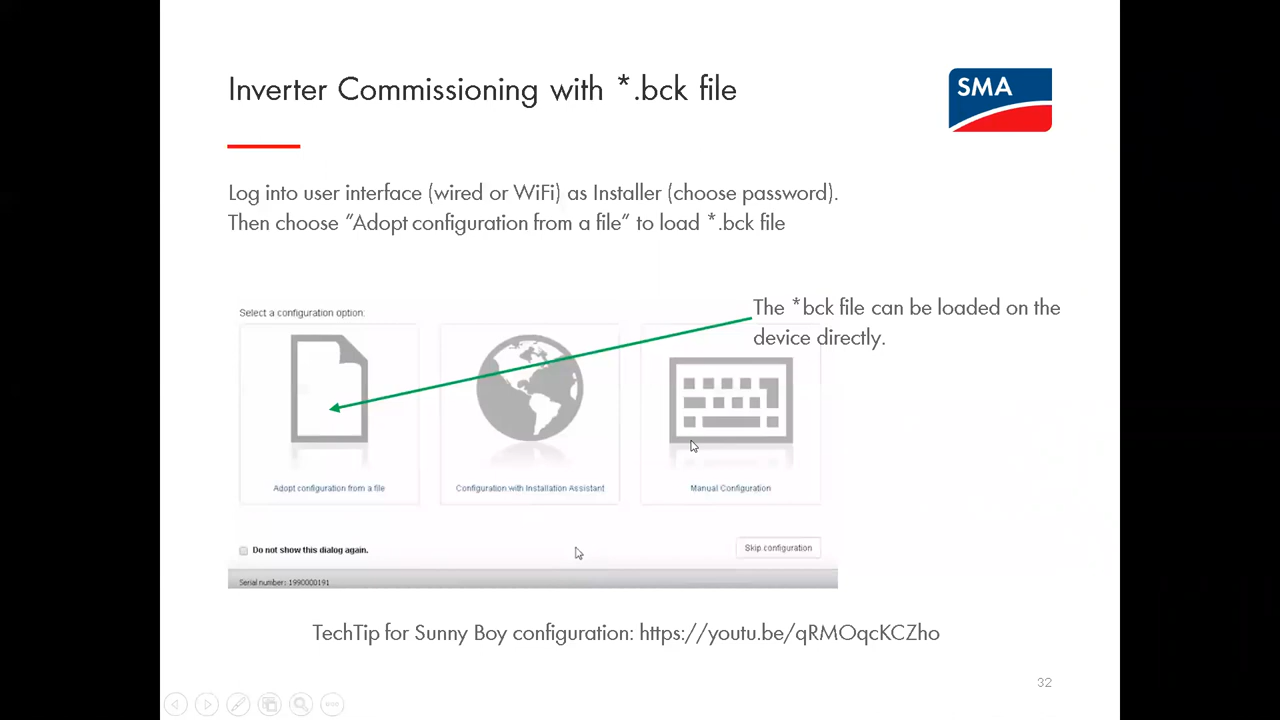 Inverter Commissioning with *.bck file
SMA
Log into user interface (wired or WiFi) as Installer (choose password).
Then choose ”Adopt configuration from a file” to load *.bck file
The *bck file can be loaded on the
device directly.
Select a configuration option:
Adopt configuration from a file
Configuration with Installation Assistant
Manual Configuration
Do not show this dialog again.
Skip configuration
Serial number: 1990000191
TechTip for Sunny Boy configuration: https://youtu.be/qRMOqcKCZho
32